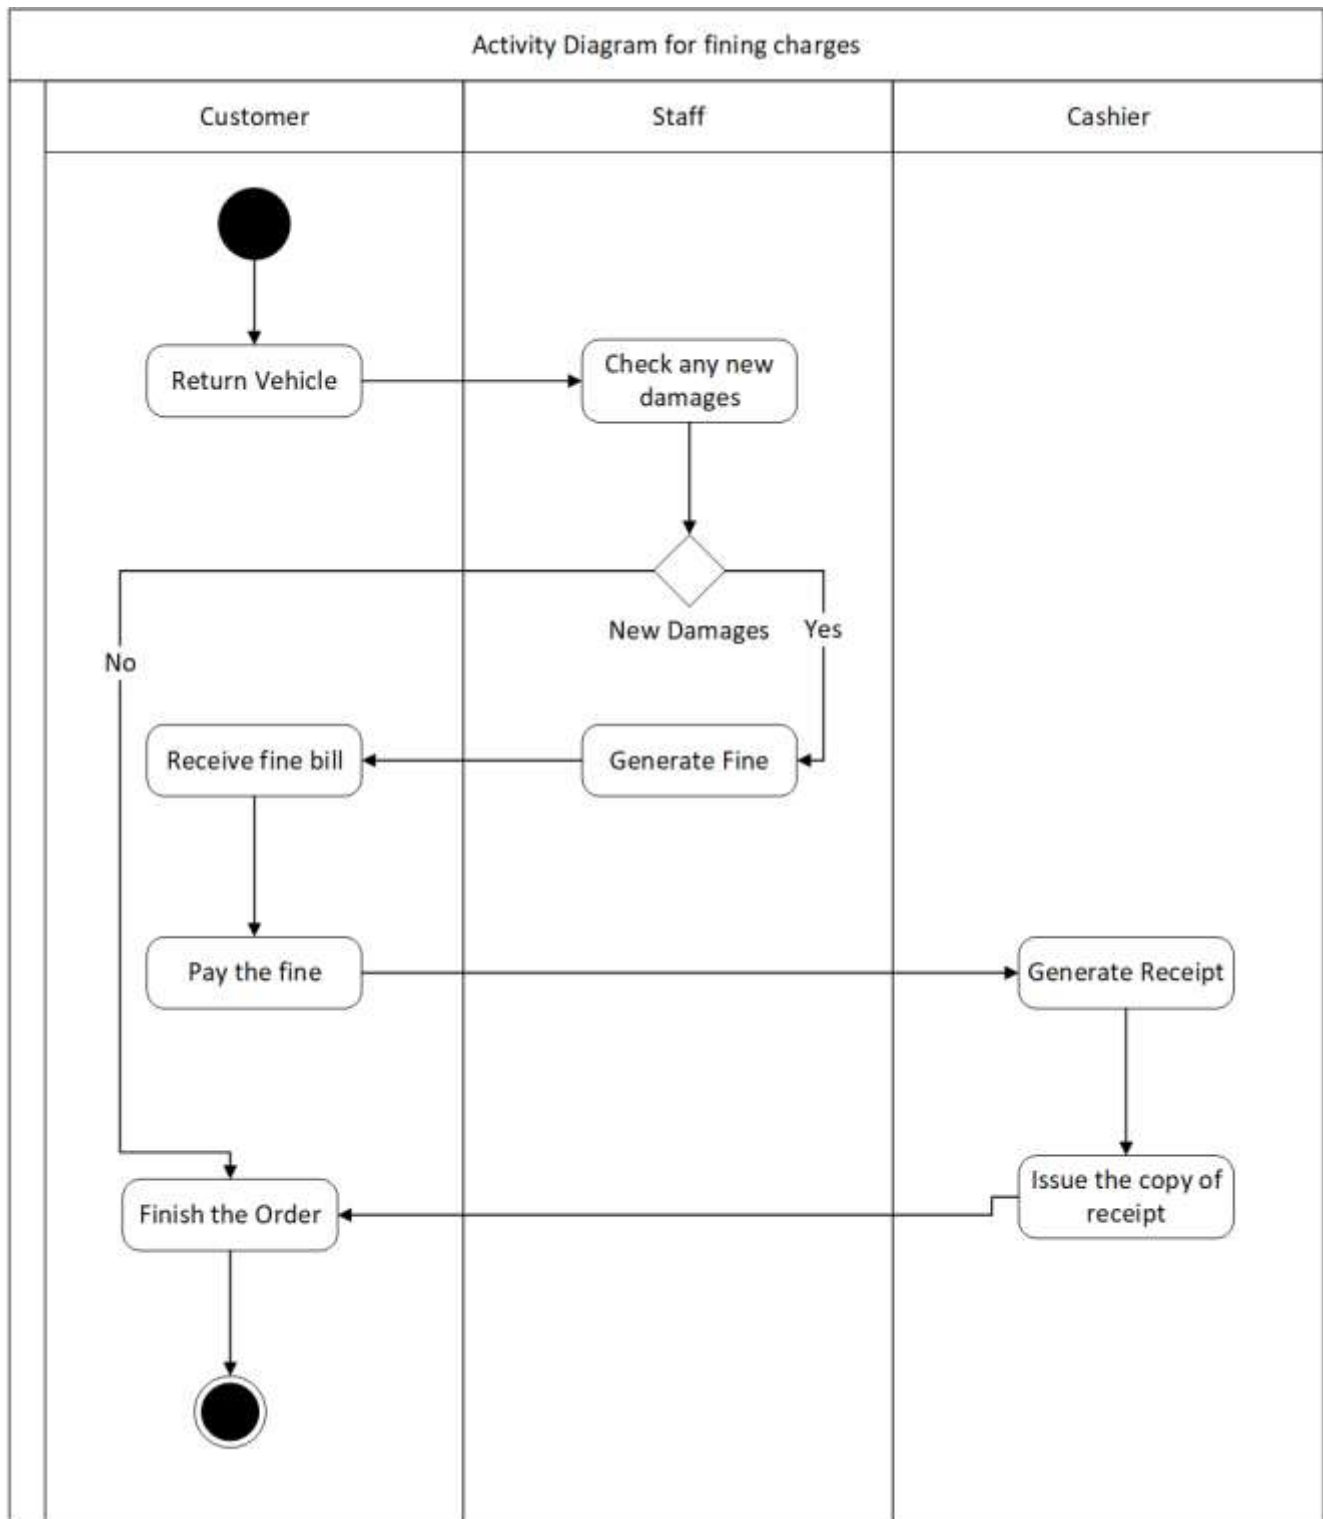 Activity Diagram for fining charges
Customer
Staff
Cashier
Return Vehicle
Check any new
damages
New Damages
Yes
No
Receive fine bill
Generate Fine
Pay the fine
Generate Receipt
Finish the Order
Issue the copy of
receipt